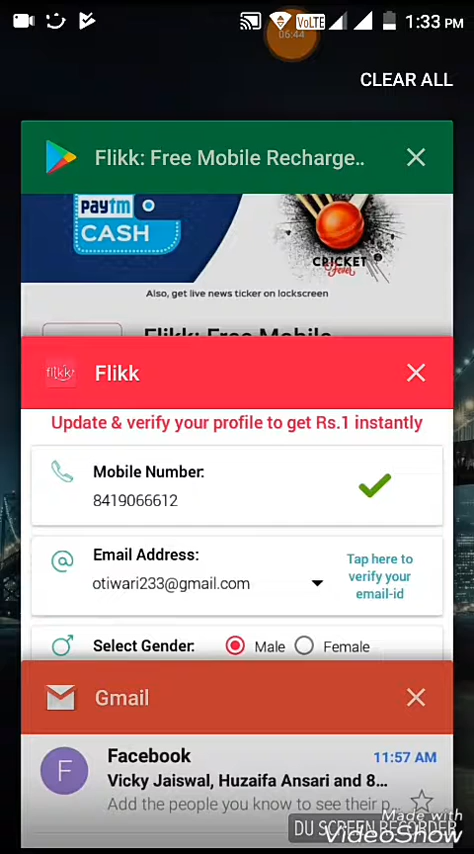 VoLTE 1:33 PM
06:44
CLEAR ALL
Flikk: Free Mobile Recharge..
paytm
CASH
CRICKET
Fever
Also, get live news ticker on lockscreen
Flikk: Free Mobile
flikk
Flikk
Update & verify your profile to get Rs.1 instantly
Mobile Number:
8419066612
Email Address:
otiwari233@gmail.com
Tap here to
verify your
email-id
Select Gender: Male Female
Gmail
F
Facebook 11:57 AM
Vicky Jaiswal, Huzaifa Ansari and 8...
Add the people you know to see their p...
Made with
DU SCREEN RECORDER
VideoShow